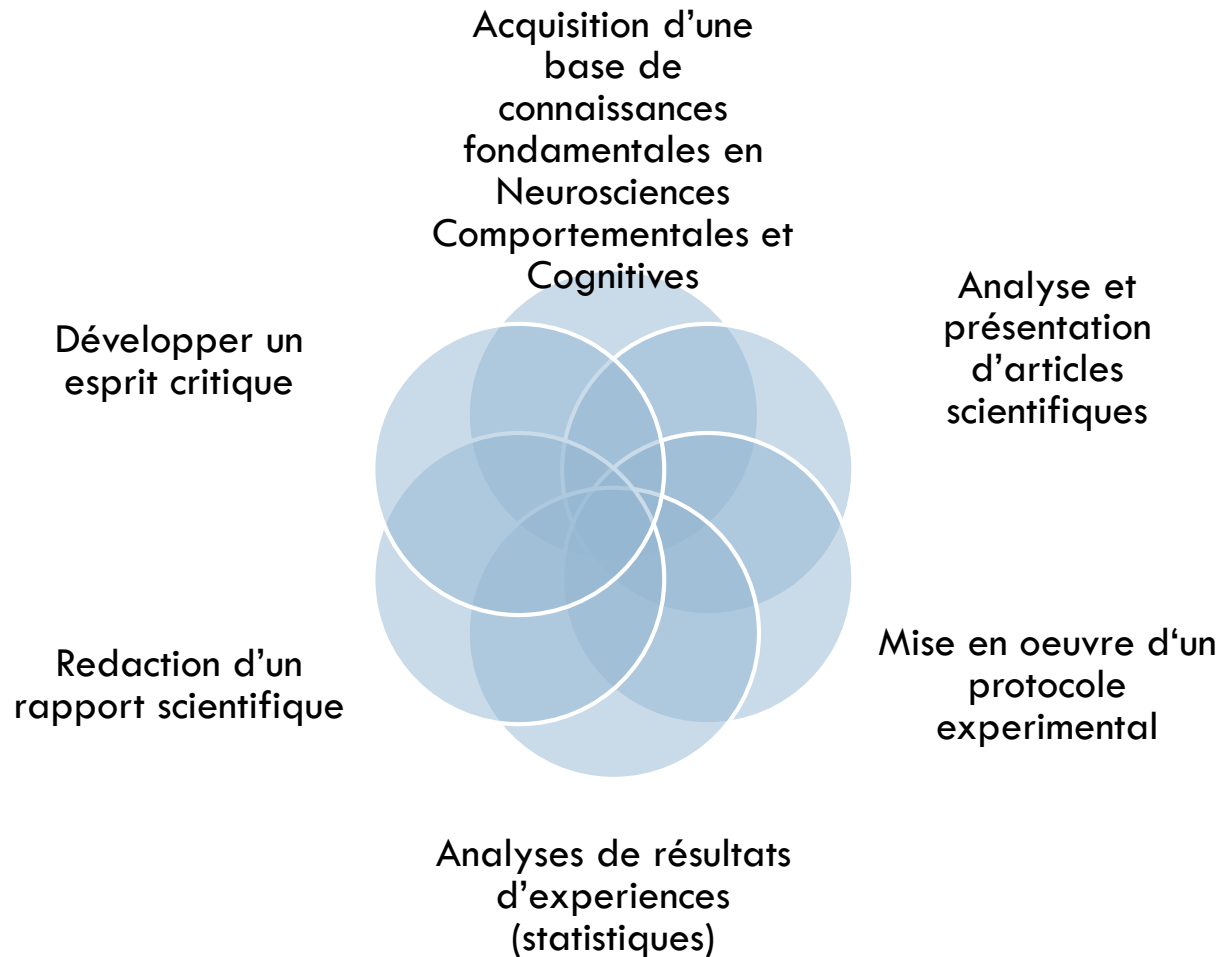 Acquisition d’une
base de
connaissances
fondamentales en
Neurosciences
Comportementales et
Cognitives
Analyse et
présentation
d’articles
scientifiques
Mise en oeuvre d‘un
protocole
experimental
Analyses de résultats
d’experiences
(statistiques)
Redaction d’un
rapport scientifique
Développer un
esprit critique